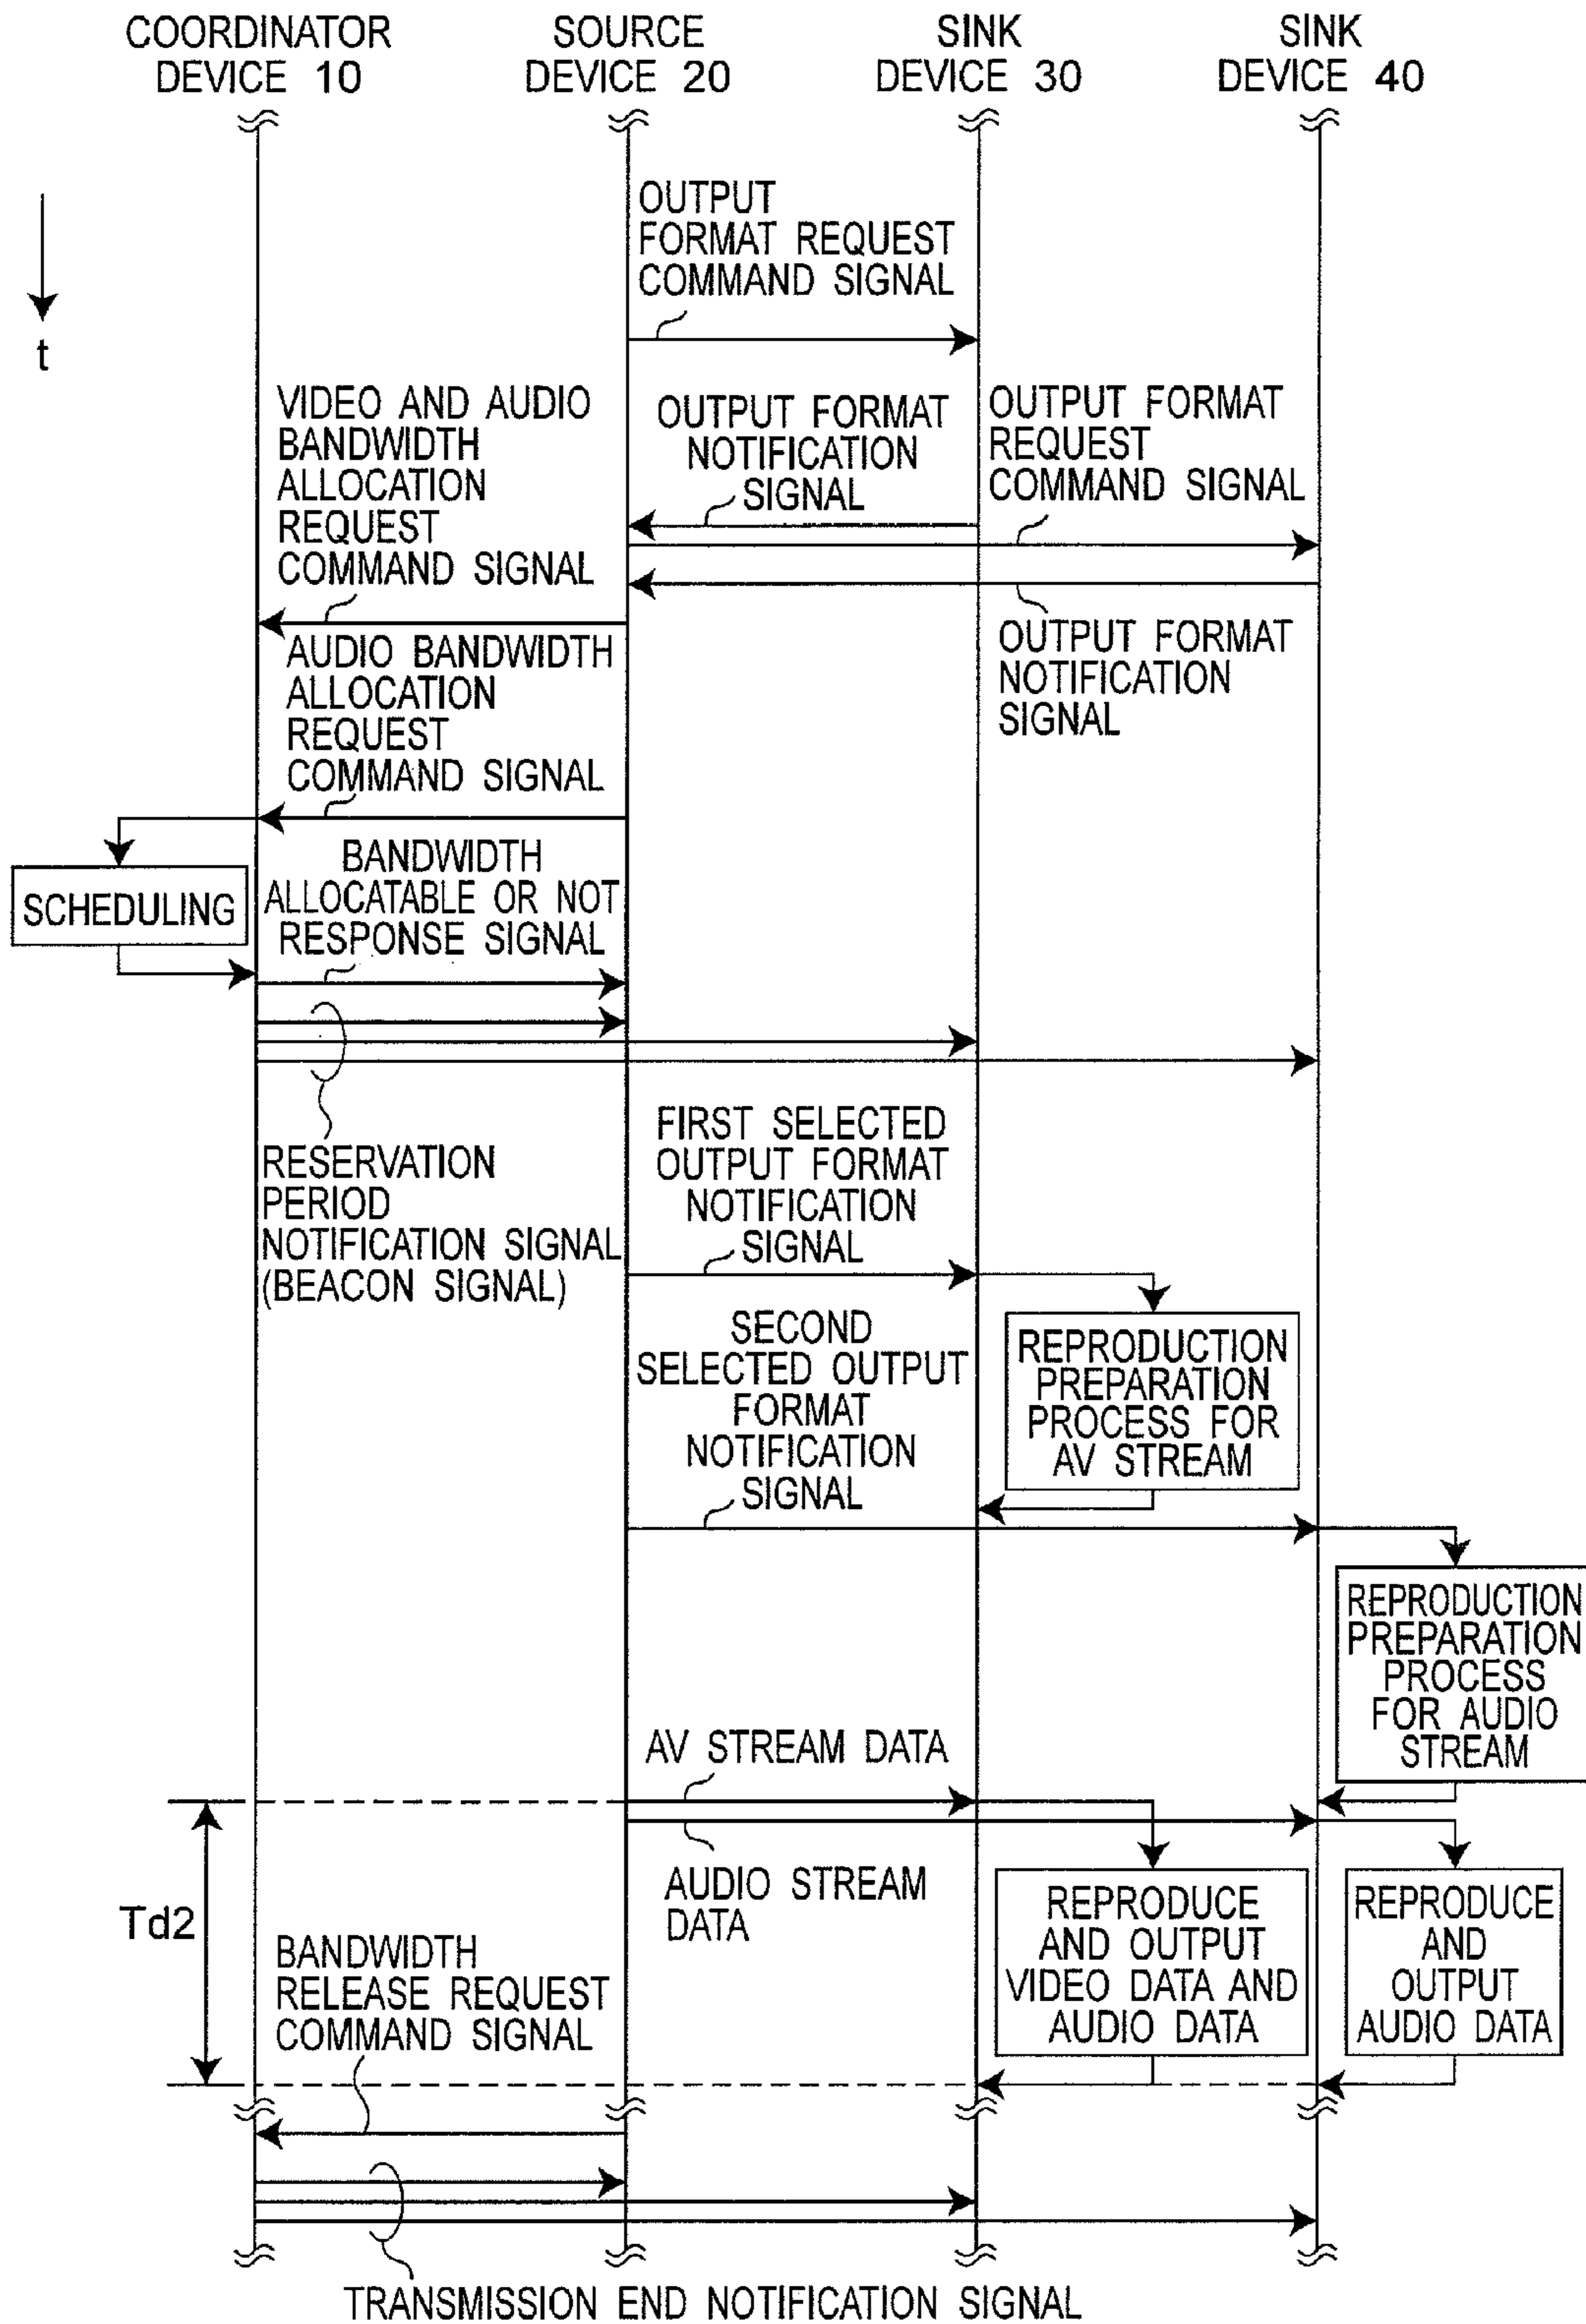 COORDINATOR
DEVICE 10
SOURCE
DEVICE 20
SINK
DEVICE 30
SINK
DEVICE 40
t
OUTPUT
FORMAT REQUEST
COMMAND SIGNAL
VIDEO AND AUDIO
BANDWIDTH
ALLOCATION
REQUEST
COMMAND SIGNAL
OUTPUT FORMAT
NOTIFICATION
SIGNAL
OUTPUT FORMAT
REQUEST
COMMAND SIGNAL
OUTPUT FORMAT
NOTIFICATION
SIGNAL
AUDIO BANDWIDTH
ALLOCATION
REQUEST
COMMAND SIGNAL
SCHEDULING
BANDWIDTH
ALLOCATABLE OR NOT
RESPONSE SIGNAL
RESERVATION
PERIOD
NOTIFICATION SIGNAL
(BEACON SIGNAL)
FIRST SELECTED
OUTPUT FORMAT
NOTIFICATION
SIGNAL
REPRODUCTION
PREPARATION
PROCESS FOR
AV STREAM
SECOND
SELECTED OUTPUT
FORMAT
NOTIFICATION
SIGNAL
REPRODUCTION
PREPARATION
PROCESS
FOR AUDIO
STREAM
AV STREAM DATA
AUDIO STREAM
DATA
Td2
REPRODUCE
AND OUTPUT
VIDEO DATA AND
AUDIO DATA
REPRODUCE
AND
OUTPUT
AUDIO DATA
BANDWIDTH
RELEASE REQUEST
COMMAND SIGNAL
TRANSMISSION END NOTIFICATION SIGNAL